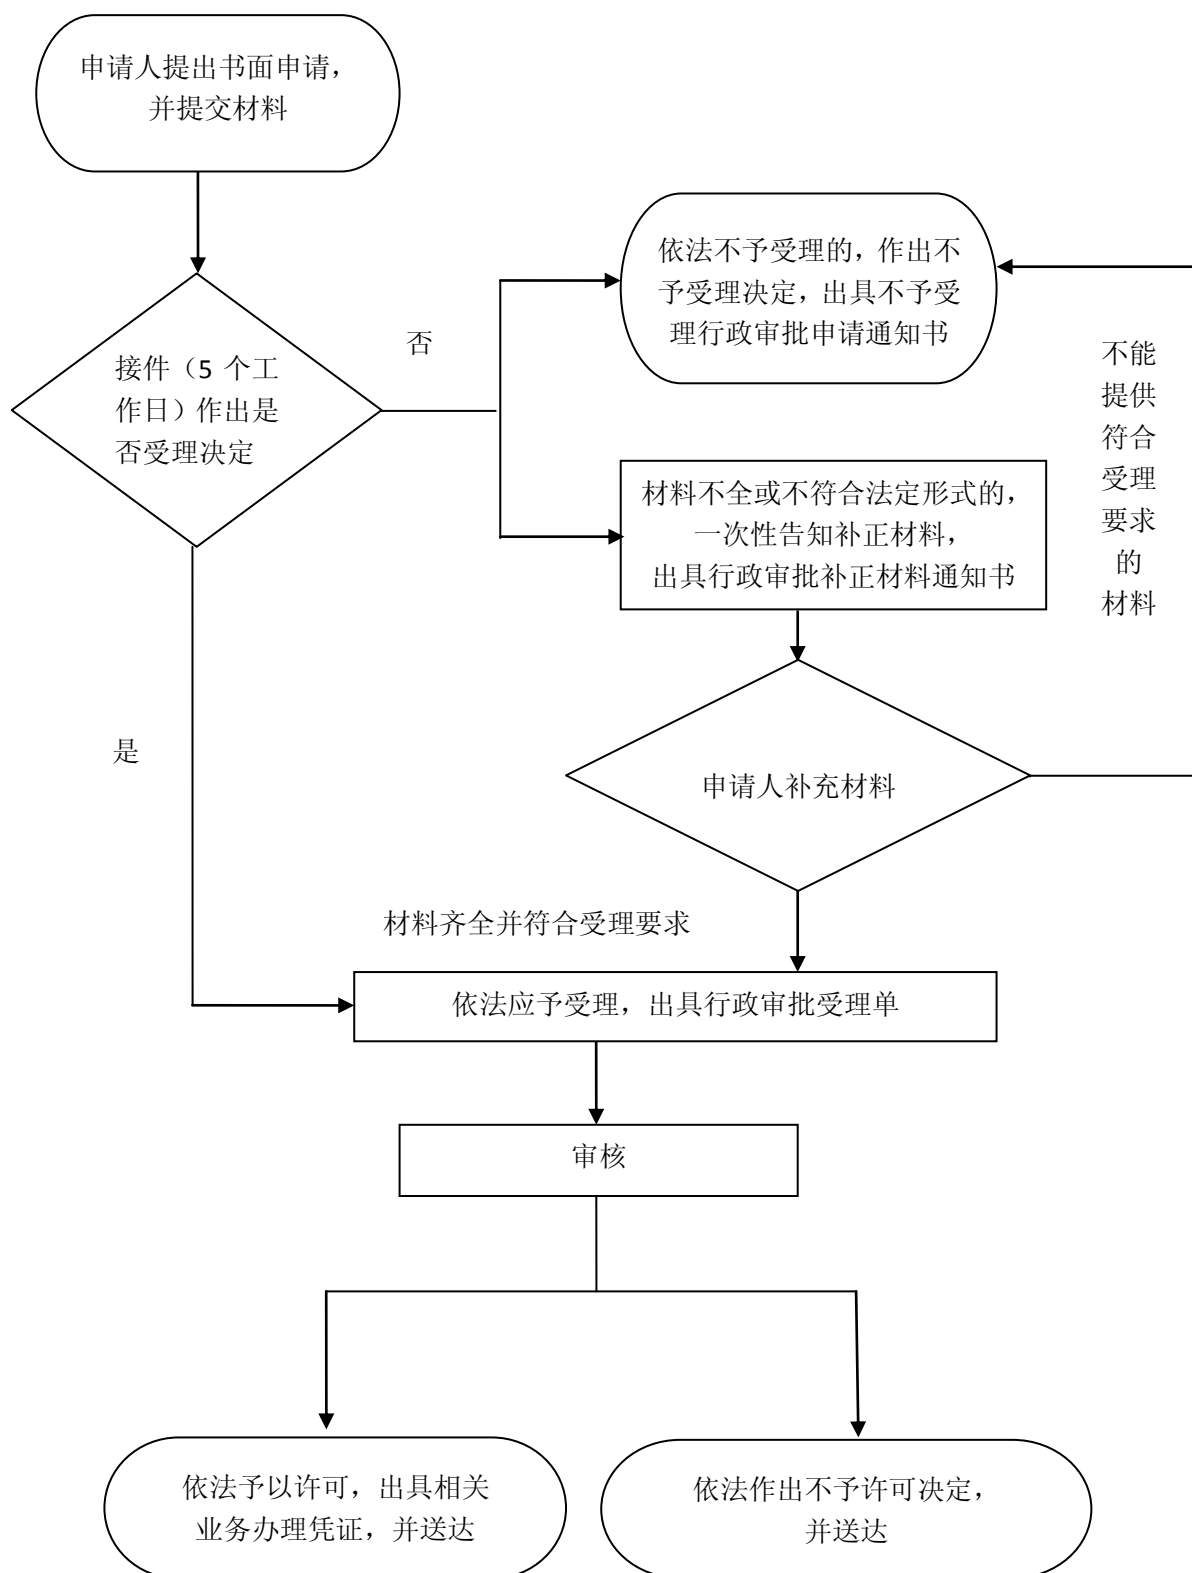 申请人提出书面申请，
并提交材料
依法不予受理的，作出不
予受理决定，出具不予受
理行政审批申请通知书
否
接件（5 个工
作日）作出是
否受理决定
不能
提供
符合
受理
要求
的
材料
材料不全或不符合法定形式的，
一次性告知补正材料，
出具行政审批补正材料通知书
是
申请人补充材料
材料齐全并符合受理要求
依法应予受理，出具行政审批受理单
审核
依法予以许可，出具相关
业务办理凭证，并送达
依法作出不予许可决定，
并送达